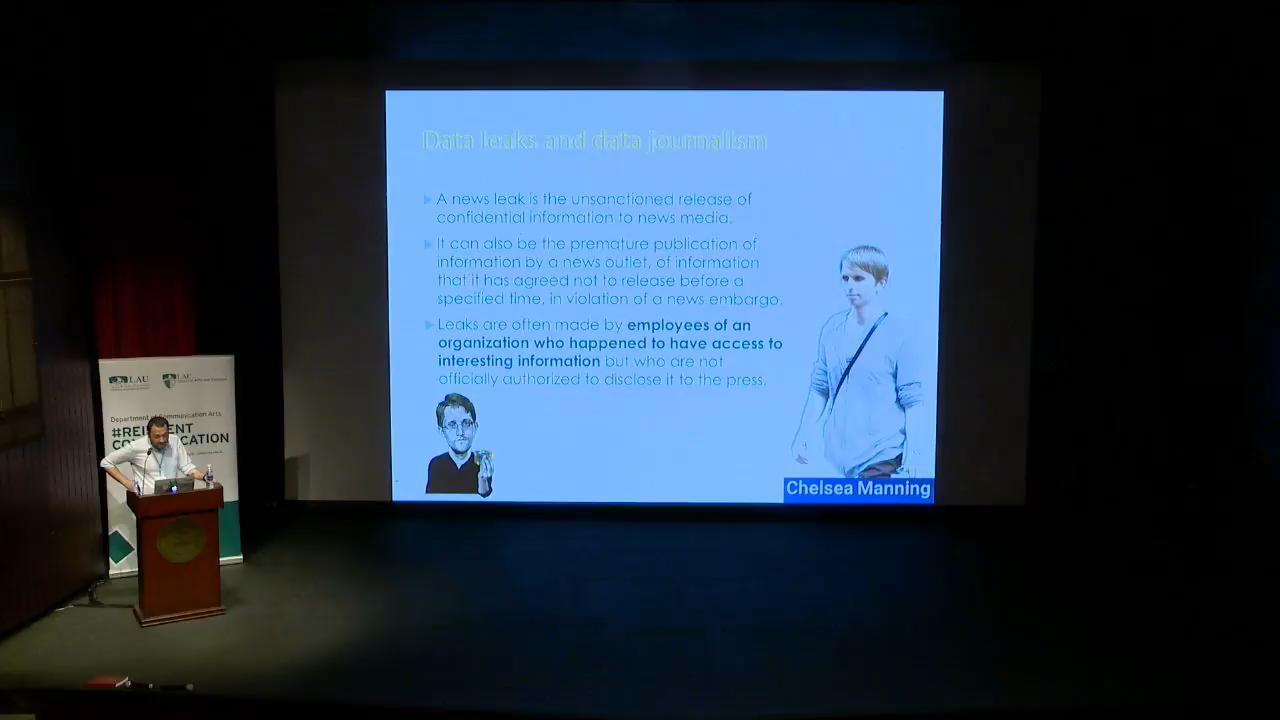 Data leaks and data journalism
A news leak is the unsanctioned release of
confidential information to news media.
It can also be the premature publication of
information by a news outlet, of information
that it has agreed not to release before a
specified time, in violation of a news embargo.
Leaks are often made by employees of an
organization who happened to have access to
interesting information but who are not
officially authorized to disclose it to the press.
Chelsea Manning
LAU
LAU
Department of Communication Arts